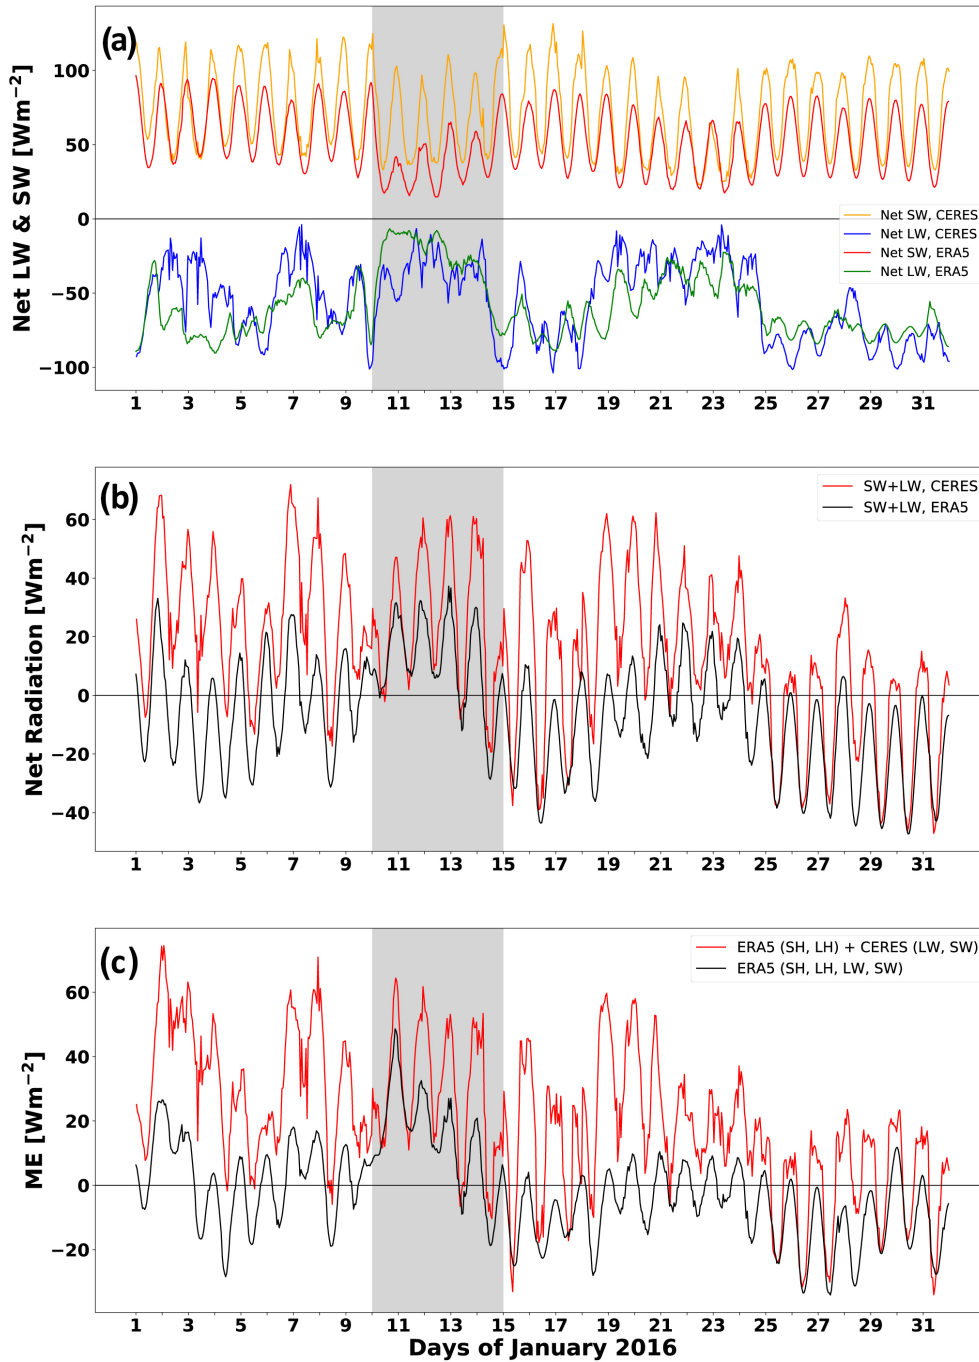 (a)
Net LW & SW [Wm⁻²]
100
50
0
−50
−100
Net SW, CERES
Net LW, CERES
Net SW, ERA5
Net LW, ERA5
1 3 5 7 9 11 13 15 17 19 21 23 25 27 29 31
(b)
Net Radiation [Wm⁻²]
60
40
20
0
−20
−40
SW+LW, CERES
SW+LW, ERA5
1 3 5 7 9 11 13 15 17 19 21 23 25 27 29 31
(c)
ME [Wm⁻²]
60
40
20
0
−20
ERA5 (SH, LH) + CERES (LW, SW)
ERA5 (SH, LH, LW, SW)
1 3 5 7 9 11 13 15 17 19 21 23 25 27 29 31
Days of January 2016